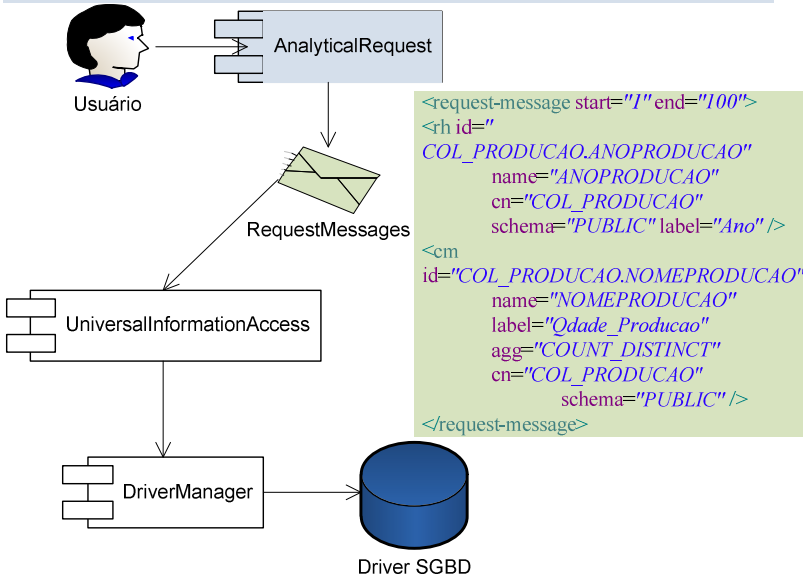 AnalyticalRequest
Usuário
RequestMessages
UniversalInformationAccess
DriverManager
Driver SGBD
<request-message start="1" end="100">
<rh id="
COL_PRODUCAO.ANOPRODUCAO"
name="ANOPRODUCAO"
cn="COL_PRODUCAO"
schema="PUBLIC" label="Ano" />
<cm
id="COL_PRODUCAO.NOMEPRODUCAO"
name="NOMEPRODUCAO"
label="Qdade_Producao"
agg="COUNT_DISTINCT"
cn="COL_PRODUCAO"
schema="PUBLIC" />
</request-message>